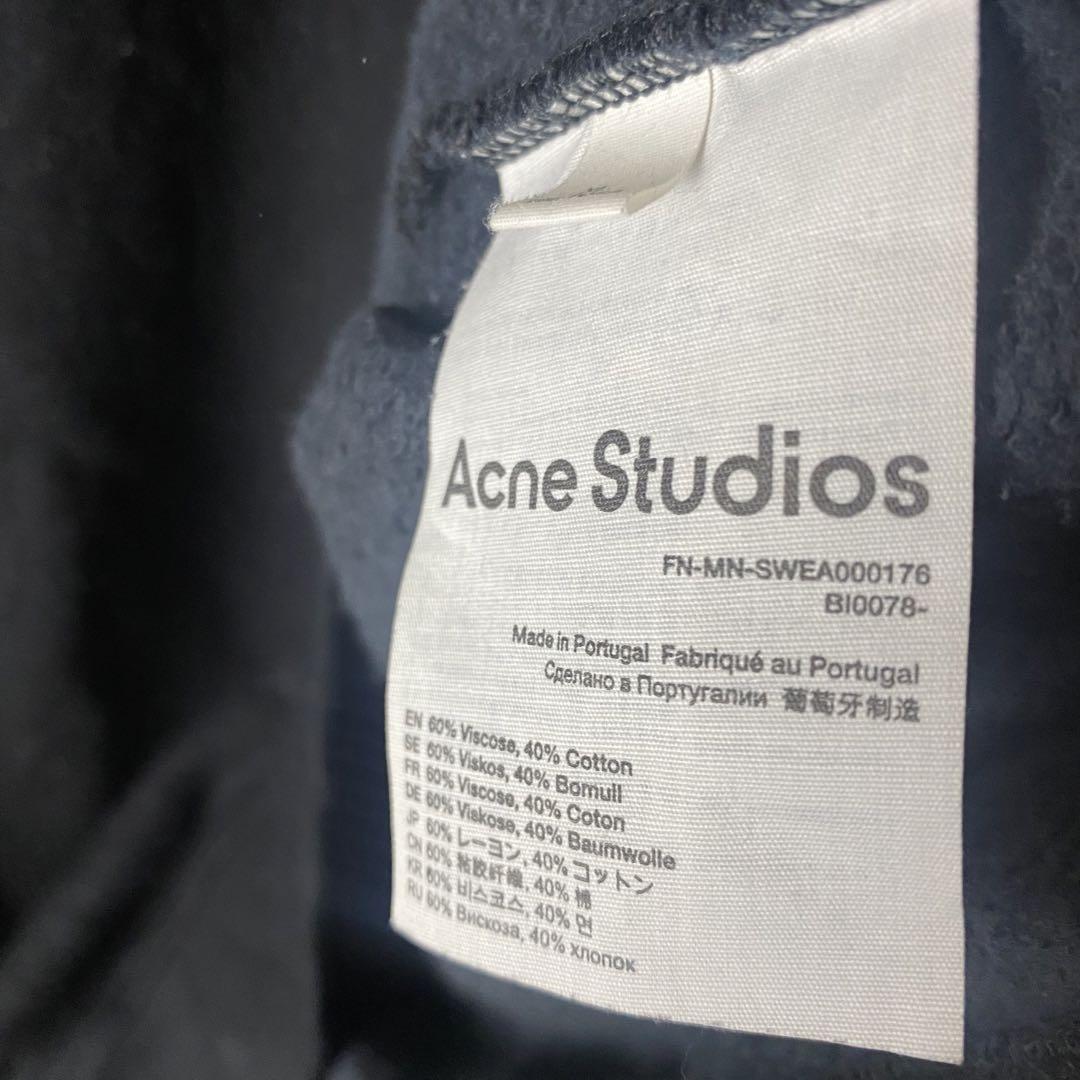 Acne Studios
FN-MN-SWEA000176
BI0078-
Made in Portugal Fabriqué au Portugal
Сделано в Португалии 葡萄牙制造
EN 60% Viscose, 40% Cotton
SE 60% Viskos, 40% Bomull
FR 60% Viscose, 40% Coton
DE 60% Viskose, 40% Baumwolle
JP 60% レーヨン, 40% コットン
CN 60% 粘胶纤维, 40% 棉
KR 60% 비스코스, 40% 면
RU 60% Вискоза, 40% хлопок